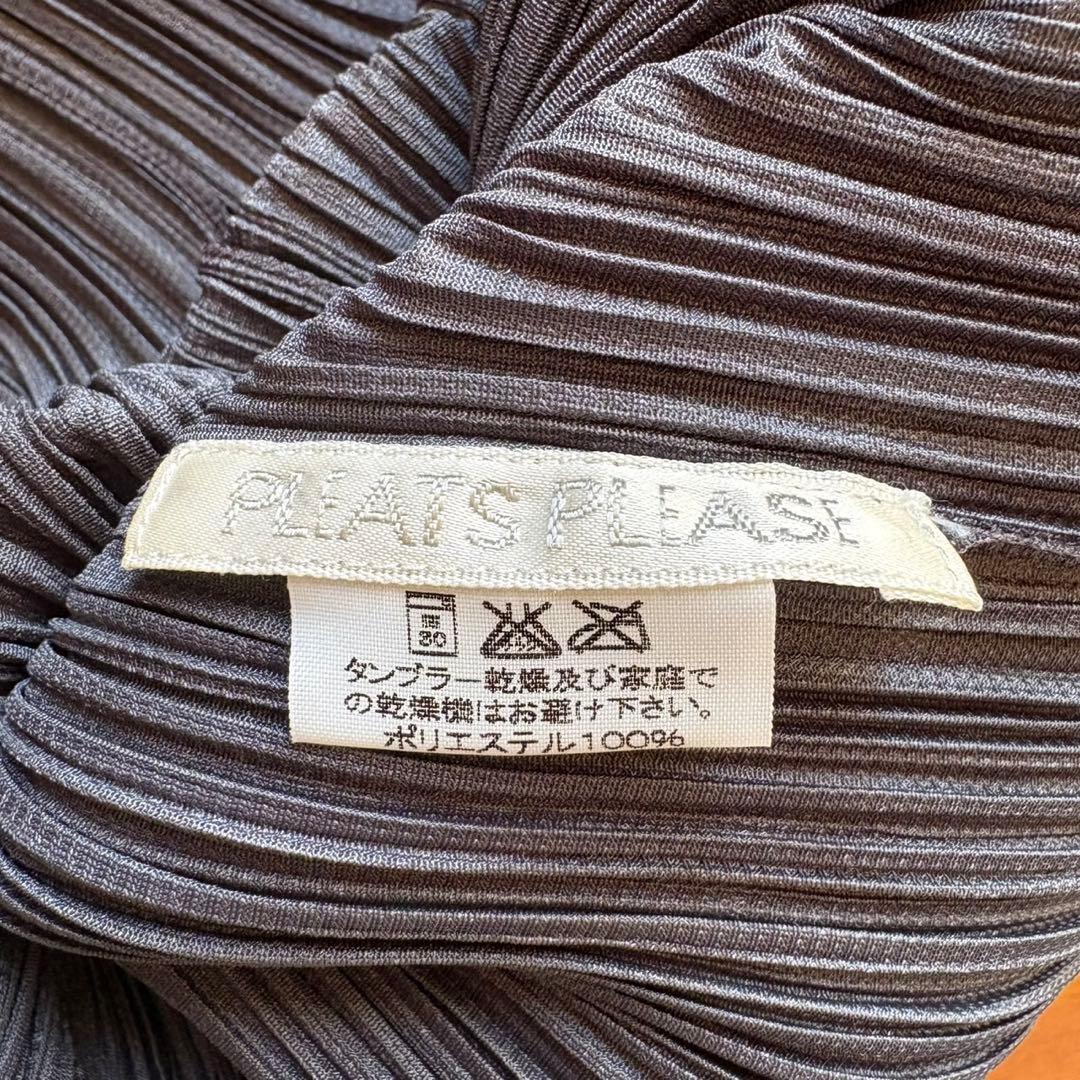 PLEATS PLEASE
30
タンブラー乾燥及び家庭で
の乾燥機はお避け下さい。
ポリエステル100%